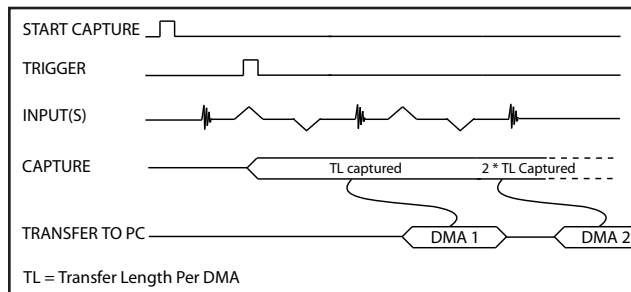 START CAPTURE
TRIGGER
INPUT(S)
CAPTURE
TL captured
2 * TL Captured
TRANSFER TO PC
DMA 1
DMA 2
TL = Transfer Length Per DMA